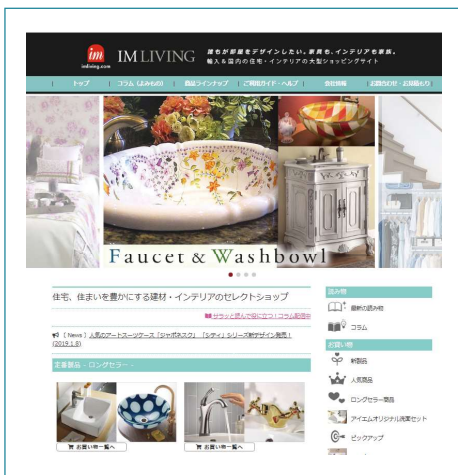 im
imliving.com
IM LIVING
誰もが部屋をデザインしたい。家具も、インテリアも家族。
輸入&国内の住宅・インテリアの大型ショッピングサイト
トップ
コラム（よみもの）
商品ラインナップ
ご利用ガイド・ヘルプ
会社情報
お問合わせ・お見積もり
Faucet & Washbowl
住宅、住まいを豊かにする建材・インテリアのセレクトショップ
サラッと読んで役に立つ！コラム配信中
［News］人気のアートスーツケース「ジャポネスク」「シティ」シリーズ新デザイン発売！
(2019.1.8)
定番製品 - ロングセラー -
お買い物一覧へ
お買い物一覧へ
読み物
最新の読み物
コラム
お買い物
新製品
人気商品
ロングセラー商品
アイエムオリジナル洗面セット
ピックアップ